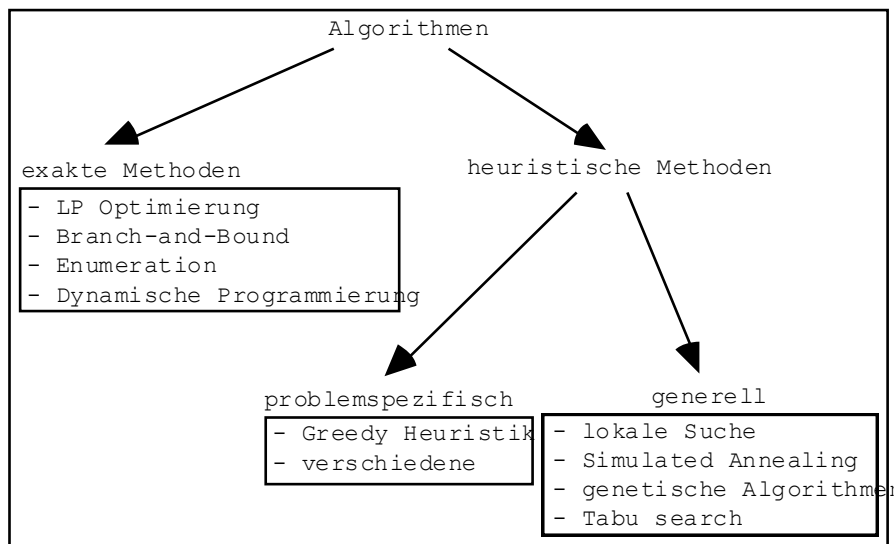 Algorithmen
exakte Methoden
- LP Optimierung
- Branch-and-Bound
- Enumeration
- Dynamische Programmierung
heuristische Methoden
problemspezifisch
- Greedy Heuristik
- verschiedene
generell
- lokale Suche
- Simulated Annealing
- genetische Algorithmen
- Tabu search